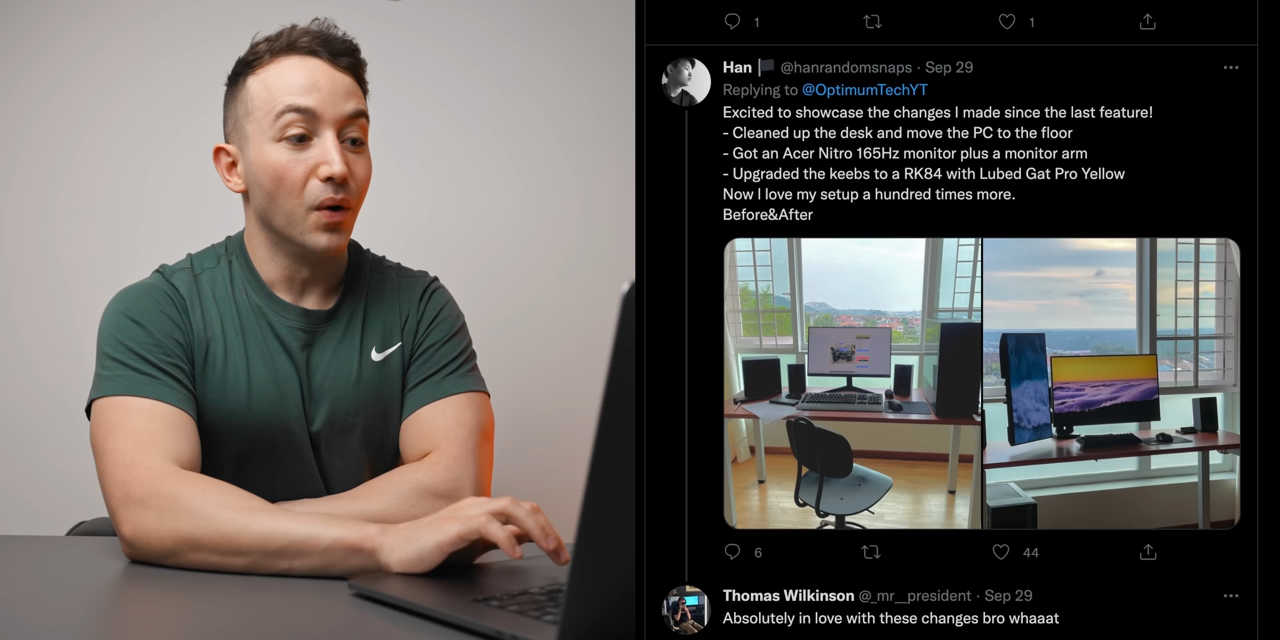 1
1
Han @hanrandomsnaps · Sep 29
Replying to @OptimumTechYT
Excited to showcase the changes I made since the last feature!
- Cleaned up the desk and move the PC to the floor
- Got an Acer Nitro 165Hz monitor plus a monitor arm
- Upgraded the keebs to a RK84 with Lubed Gat Pro Yellow
Now I love my setup a hundred times more.
Before&After
6
44
Thomas Wilkinson @_mr__president · Sep 29
Absolutely in love with these changes bro whaaat